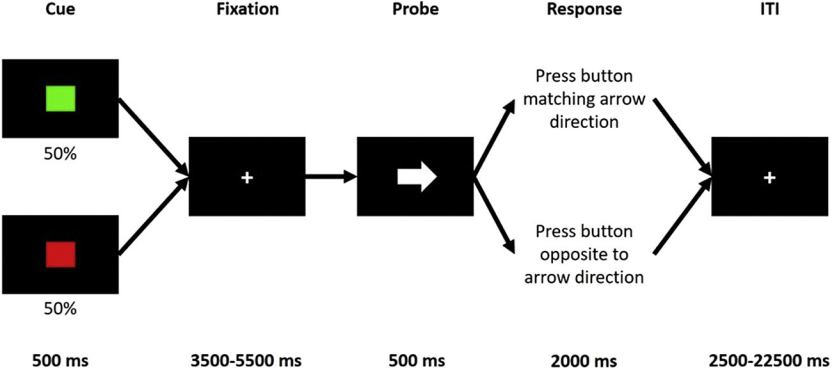 Cue
Fixation
Probe
Response
ITI
50%
50%
+
Press button
matching arrow
direction
Press button
opposite to
arrow direction
+
500 ms
3500-5500 ms
500 ms
2000 ms
2500-22500 ms